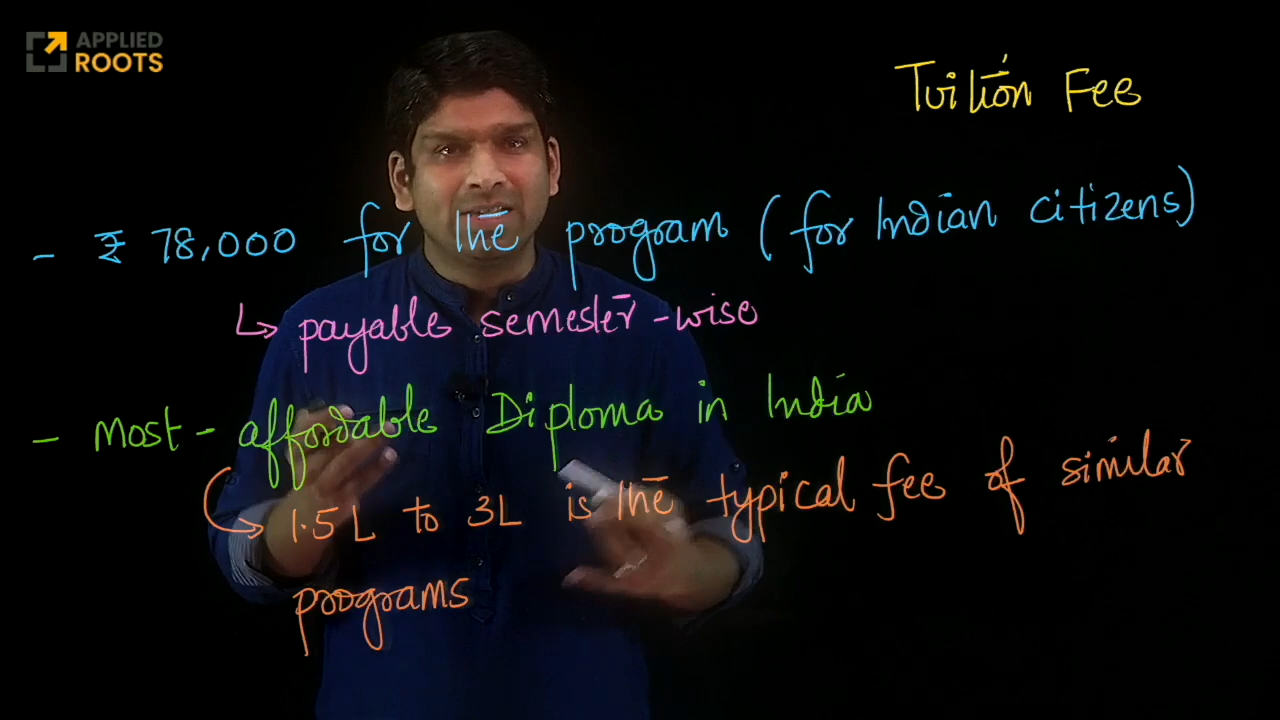 APPLIED
ROOTS
Tuition Fee
- ₹ 78,000 for the program (for Indian citizens)
↳ payable semester-wise
- Most-affordable Diploma in India
↳ 1.5L to 3L is the typical fee of similar
programs